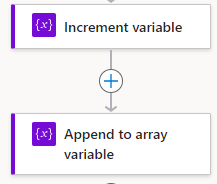 {x} Increment variable
{x} Append to array
variable